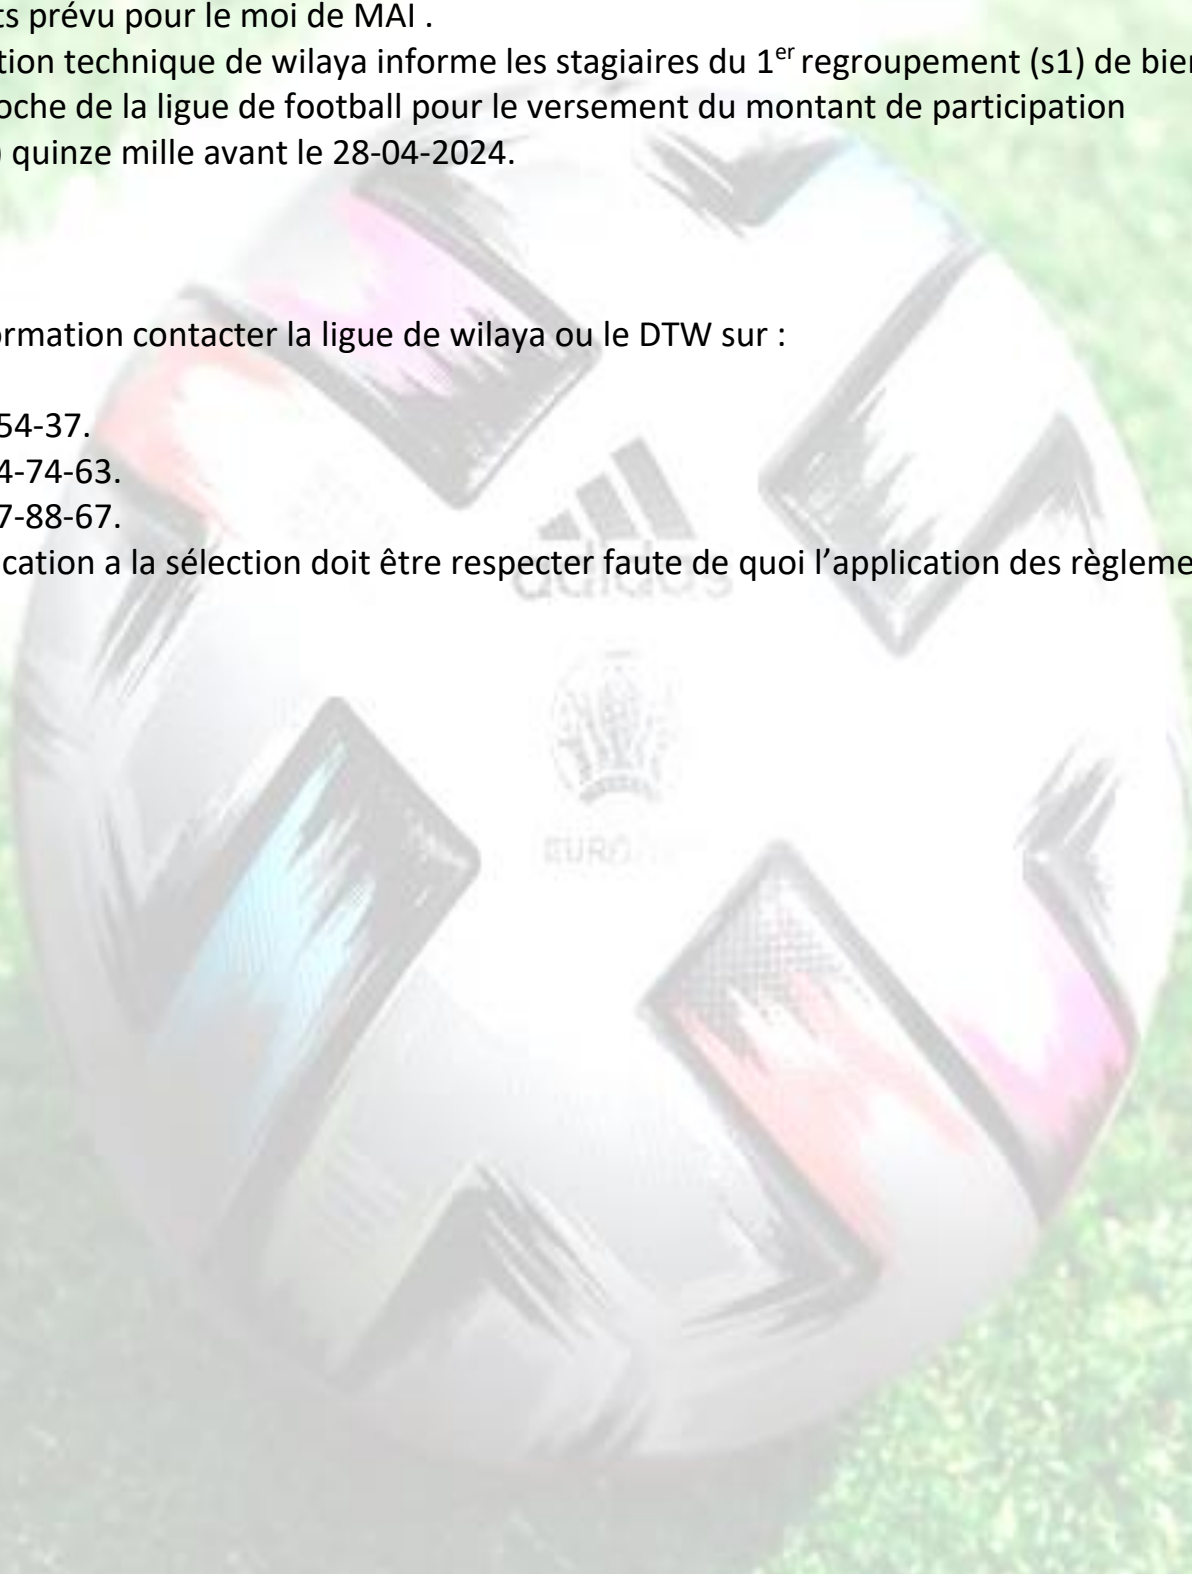 ts prévu pour le moi de MAI .
tion technique de wilaya informe les stagiaires du 1er regroupement (s1) de bien
oche de la ligue de football pour le versement du montant de participation
) quinze mille avant le 28-04-2024.
ormation contacter la ligue de wilaya ou le DTW sur :
54-37.
4-74-63.
7-88-67.
cation a la sélection doit être respecter faute de quoi l’application des règleme
adidas
EURO